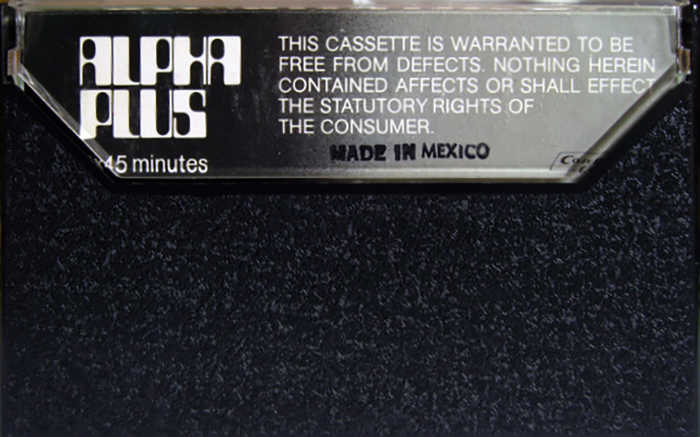 ALPHA
PLUS
45 minutes
THIS CASSETTE IS WARRANTED TO BE
FREE FROM DEFECTS. NOTHING HEREIN
CONTAINED AFFECTS OR SHALL EFFECT
THE STATUTORY RIGHTS OF
THE CONSUMER.
MADE IN MEXICO